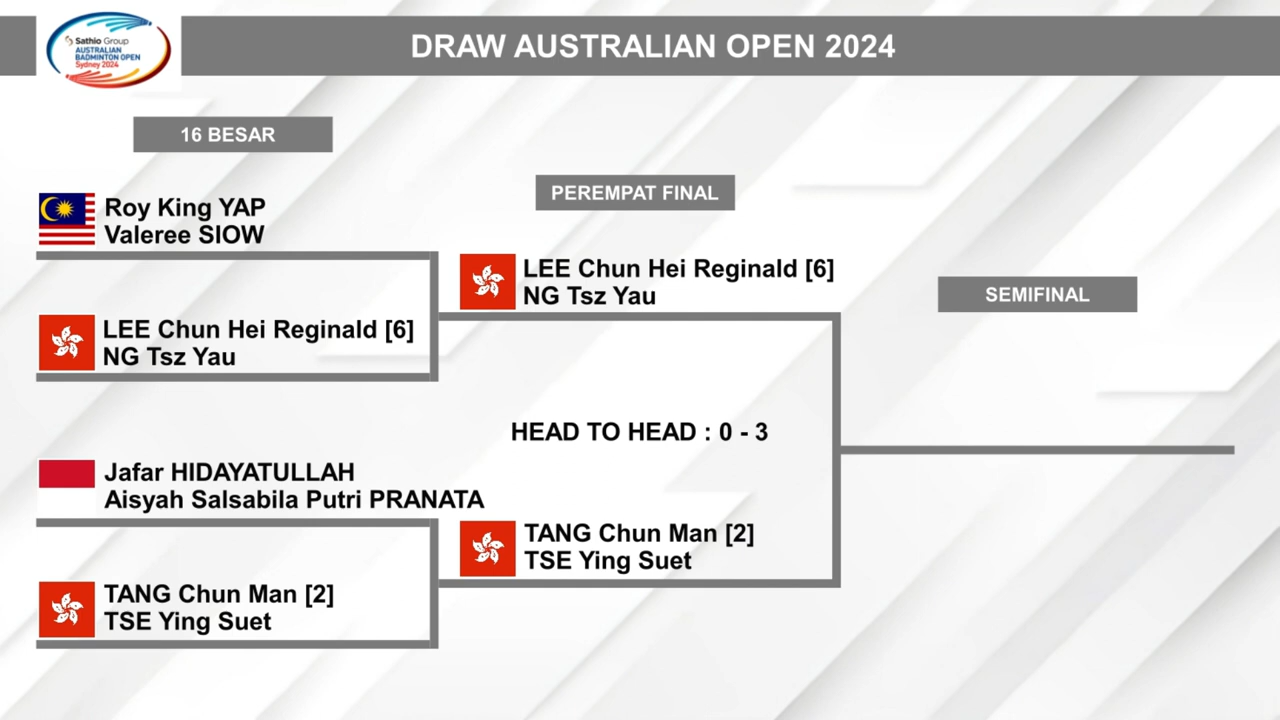 Sathio Group
AUSTRALIAN
BADMINTON OPEN
Sydney 2024
DRAW AUSTRALIAN OPEN 2024
16 BESAR
Roy King YAP
Valeree SIOW
LEE Chun Hei Reginald [6]
NG Tsz Yau
Jafar HIDAYATULLAH
Aisyah Salsabila Putri PRANATA
TANG Chun Man [2]
TSE Ying Suet
PEREMPAT FINAL
LEE Chun Hei Reginald [6]
NG Tsz Yau
HEAD TO HEAD : 0 - 3
TANG Chun Man [2]
TSE Ying Suet
SEMIFINAL